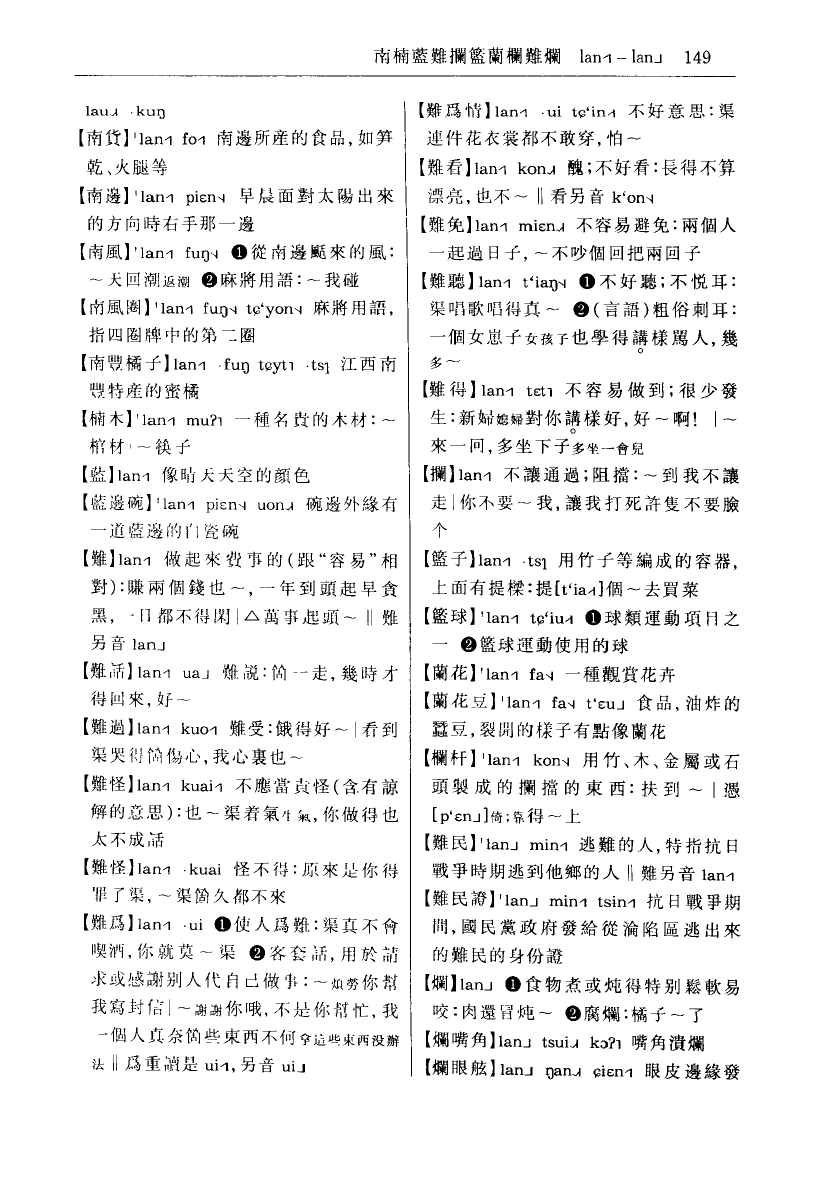 南楠藍難攔籃蘭欄難爛　lan˧˥ – lan˩　149
lau˨˩˦ ·kuŋ
【南貨】'lan˧˥ fo˧˥ 南邊所産的食品,如笋
乾、火腿等
【南邊】'lan˧˥ piɛn˦˨ 早晨面對太陽出來
的方向時右手那一邊
【南風】'lan˧˥ fuŋ˦˨ ❶從南邊颳來的風:
～天回潮返潮 ❷麻將用語:～我碰
【南風圈】'lan˧˥ fuŋ˦˨ tɕ‘yon˦˨ 麻將用語,
指四圈牌中的第二圈
【南豐橘子】lan˧˥ ·fuŋ tɕyt˥ ·tsʅ 江西南
豐特産的蜜橘
【楠木】'lan˧˥ muʔ˥ 一種名貴的木材:～
棺材|～筷子
【藍】lan˧˥ 像晴天天空的顔色
【藍邊碗】'lan˧˥ piɛn˦˨ uon˨˩˦ 碗邊外緣有
一道藍邊的白瓷碗
【難】lan˧˥ 做起來費事的(跟“容易”相
對):賺兩個錢也～,一年到頭起早貪
黑,一日都不得閑|△萬事起頭～‖難
另音 lan˩
【難話】lan˧˥ ua˩ 難説:箇一走,幾時才
得回來,好～
【難過】lan˧˥ kuo˧˥ 難受:餓得好～|看到
渠哭得箇傷心,我心裏也～
【難怪】lan˧˥ kuai˧˥ 不應當責怪(含有諒
解的意思):也～渠着氣生氣,你做得也
太不成話
【難怪】lan˧˥ ·kuai 怪不得:原來是你得
罪了渠,～渠箇久都不來
【難爲】lan˧˥ ·ui ❶使人爲難:渠真不會
喫酒,你就莫～渠 ❷客套話,用於請
求或感謝別人代自己做事:～煩勞你幫
我寫封信|～謝謝你哦,不是你幫忙,我
一個人真奈箇些東西不何拿這些東西没辦
法‖爲重讀是 ui˧˥,另音 ui˩
【難爲情】lan˧˥ ·ui tɕ‘in˧˥ 不好意思:渠
連件花衣裳都不敢穿,怕～
【難看】lan˧˥ kon˨˩˦ 醜;不好看:長得不算
漂亮,也不～‖看另音 k‘on˦˨
【難免】lan˧˥ miɛn˨˩˦ 不容易避免:兩個人
一起過日子,～不吵個回把兩回子
【難聽】lan˧˥ t‘iaŋ˦˨ ❶不好聽;不悦耳:
渠唱歌唱得真～ ❷(言語)粗俗刺耳:
一個女崽子女孩子也學得講樣駡人,幾
多～
【難得】lan˧˥ tɛt˥ 不容易做到;很少發
生:新婦媳婦對你講樣好,好～啊!|～
來一回,多坐下子多坐一會兒
【攔】lan˧˥ 不讓通過;阻擋:～到我不讓
走|你不要～我,讓我打死許隻不要臉
个
【籃子】lan˧˥ ·tsʅ 用竹子等編成的容器,
上面有提樑:提[t‘ia˧˥]個～去買菜
【籃球】'lan˧˥ tɕ‘iu˧˥ ❶球類運動項目之
一 ❷籃球運動使用的球
【蘭花】'lan˧˥ fa˦˨ 一種觀賞花卉
【蘭花豆】'lan˧˥ fa˦˨ t‘ɛu˩ 食品,油炸的
蠶豆,裂開的樣子有點像蘭花
【欄杆】'lan˧˥ kon˦˨ 用竹、木、金屬或石
頭製成的攔擋的東西:扶到～|憑
[p‘ɛn˩]倚;靠得～上
【難民】'lan˩ min˧˥ 逃難的人,特指抗日
戰爭時期逃到他鄉的人‖難另音 lan˧˥
【難民證】'lan˩ min˧˥ tsin˧˥ 抗日戰爭期
間,國民黨政府發給從淪陷區逃出來
的難民的身份證
【爛】lan˩ ❶食物煮或炖得特别鬆軟易
咬:肉還冒炖～ ❷腐爛:橘子～了
【爛嘴角】lan˩ tsui˨˩˦ kɔʔ˥ 嘴角潰爛
【爛眼舷】lan˩ ŋan˨˩˦ ɕiɛn˧˥ 眼皮邊緣發